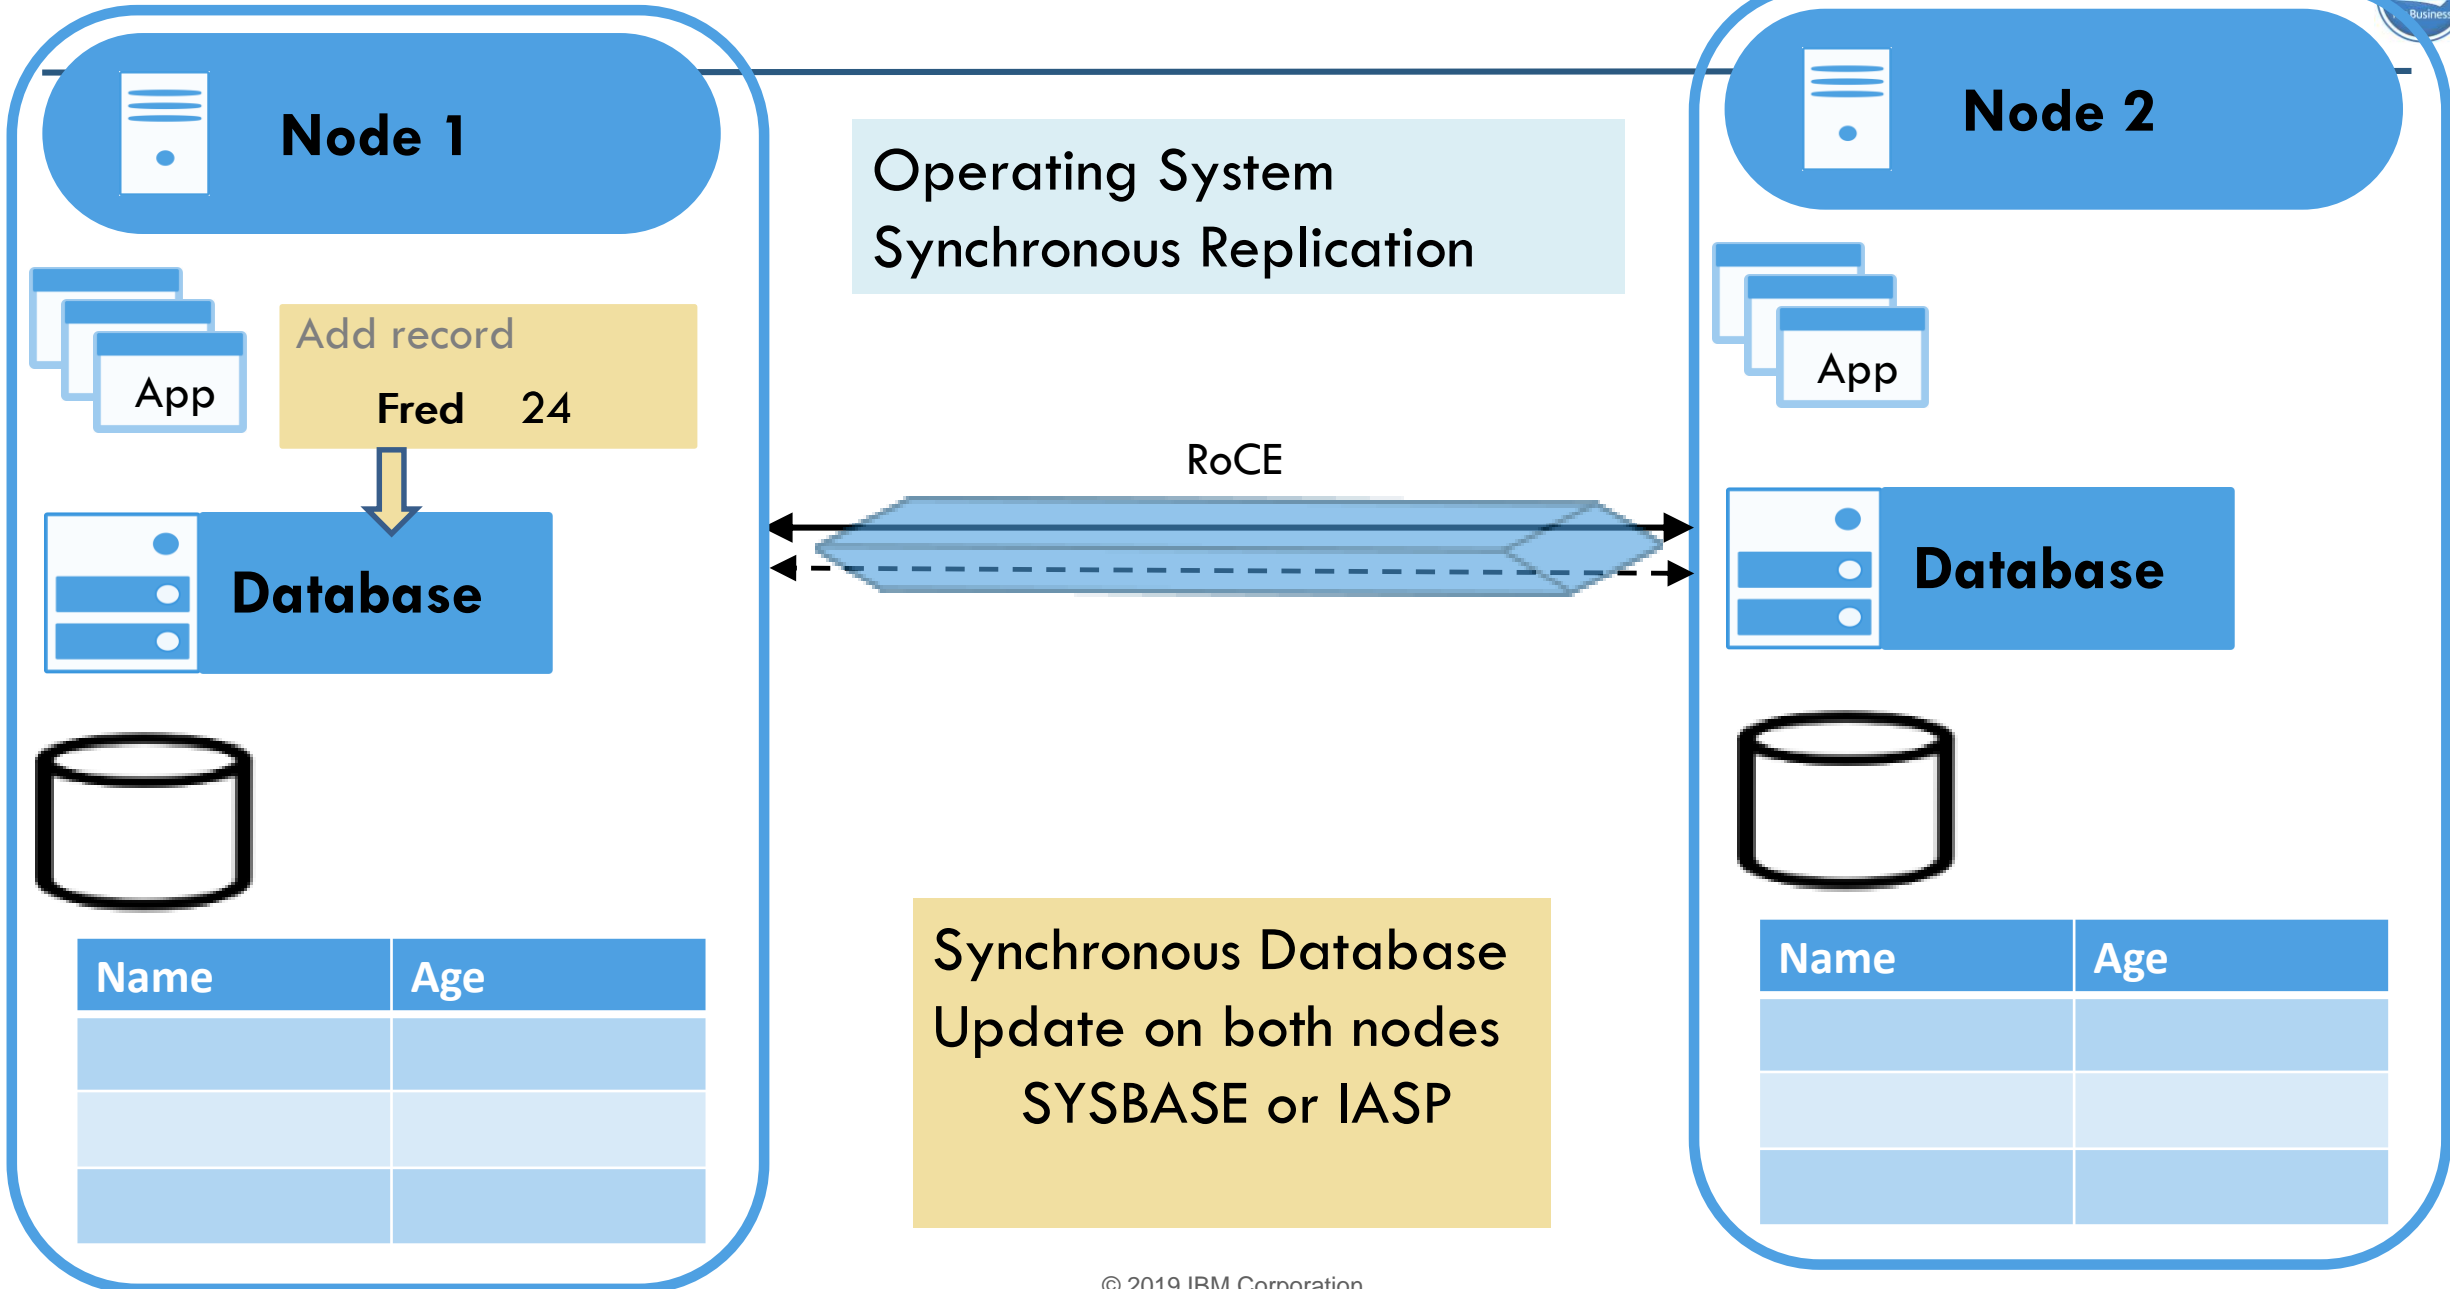 Business
Node 1
Node 2
Operating System
Synchronous Replication
Add record
Fred 24
App
App
RoCE
Database
Database
Synchronous Database
Update on both nodes
SYSBASE or IASP
Name Age
Name Age
© 2019 IBM Corporation